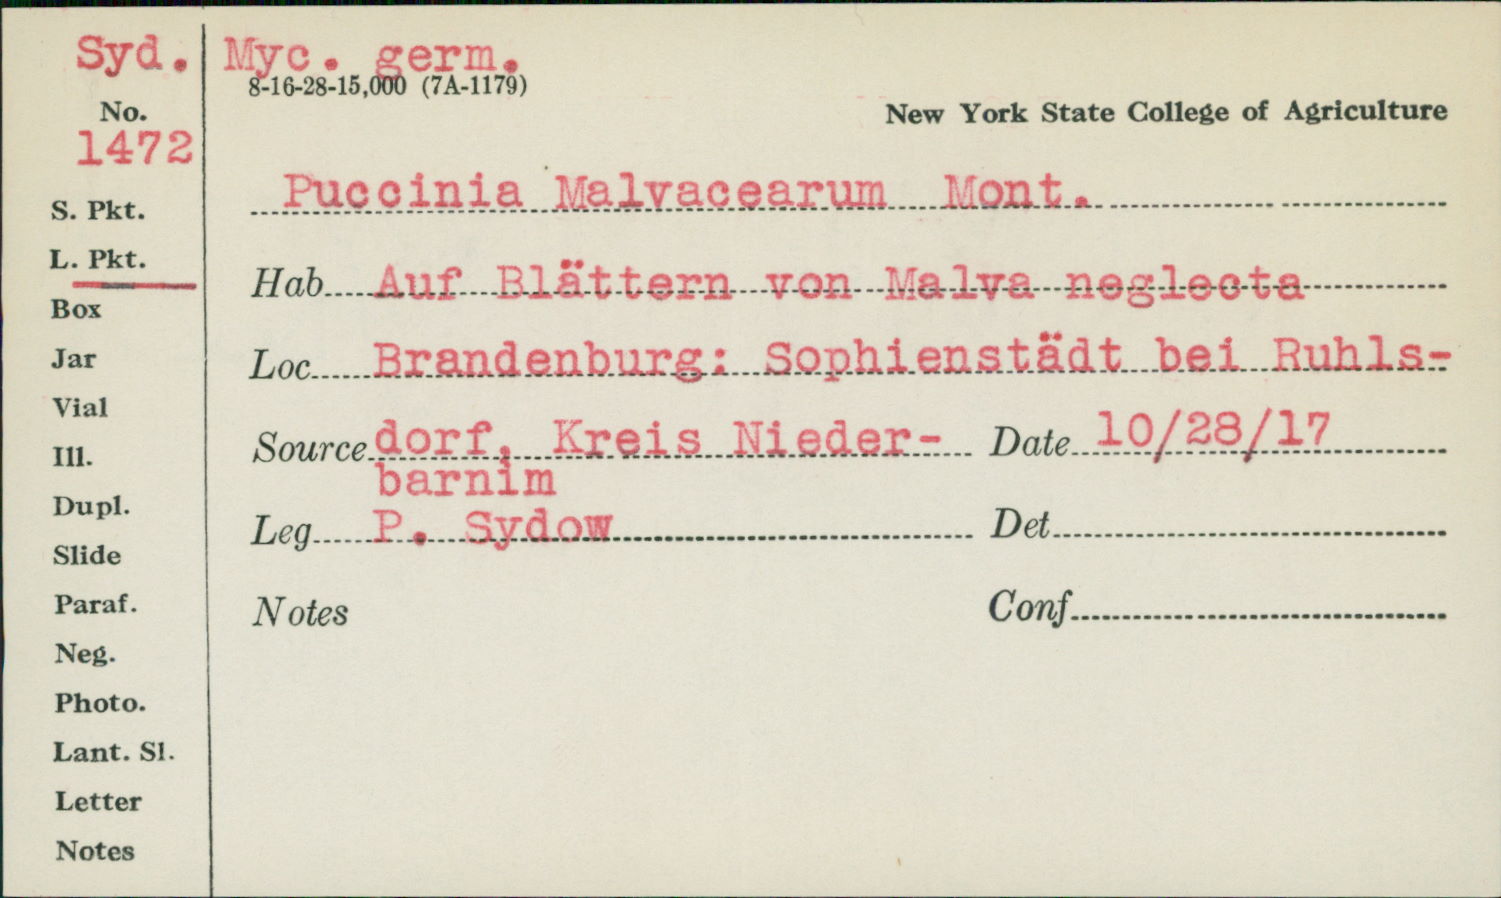 Syd. Myc. germ.
8-16-28-15,000 (7A-1179)
No.
New York State College of Agriculture
1472
Puccinia Malvacearum Mont.
S. Pkt.
L. Pkt.
Hab. Auf Blättern von Malva neglecta
Box
Jar
Loc. Brandenburg: Sophienstädt bei Ruhls-
Vial
Source dorf, Kreis Nieder- Date 10/28/17
barnim
Ill.
Dupl.
Leg. P. Sydow Det.
Slide
Paraf.
Notes Conf.
Neg.
Photo.
Lant. Sl.
Letter
Notes